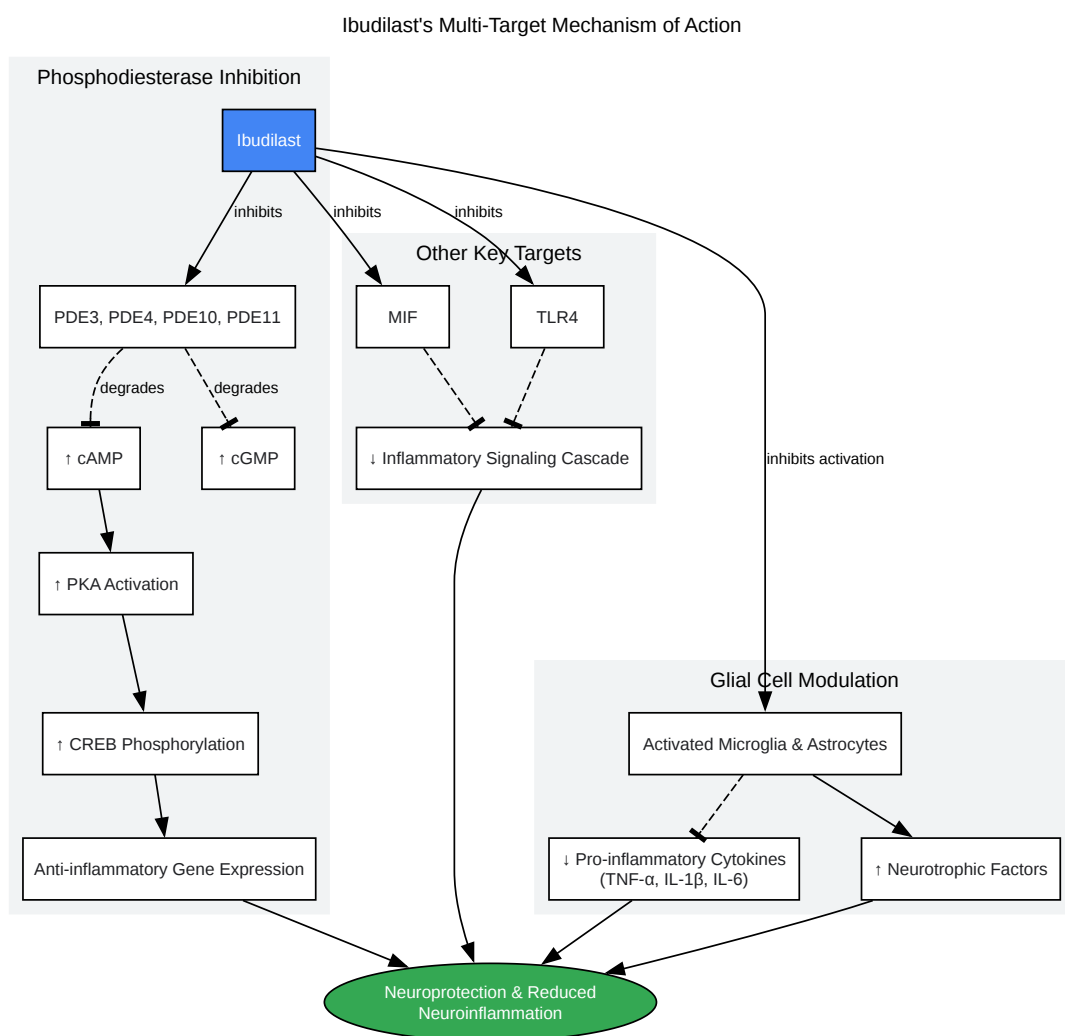 Ibudilast's Multi-Target Mechanism of Action
Phosphodiesterase Inhibition
Ibudilast
inhibits
inhibits
inhibits
Other Key Targets
PDE3, PDE4, PDE10, PDE11
MIF
TLR4
degrades
degrades
↑ cAMP
↑ cGMP
↓ Inflammatory Signaling Cascade
inhibits activation
↑ PKA Activation
Glial Cell Modulation
↑ CREB Phosphorylation
Activated Microglia & Astrocytes
Anti-inflammatory Gene Expression
↓ Pro-inflammatory Cytokines
(TNF-α, IL-1β, IL-6)
↑ Neurotrophic Factors
Neuroprotection & Reduced
Neuroinflammation